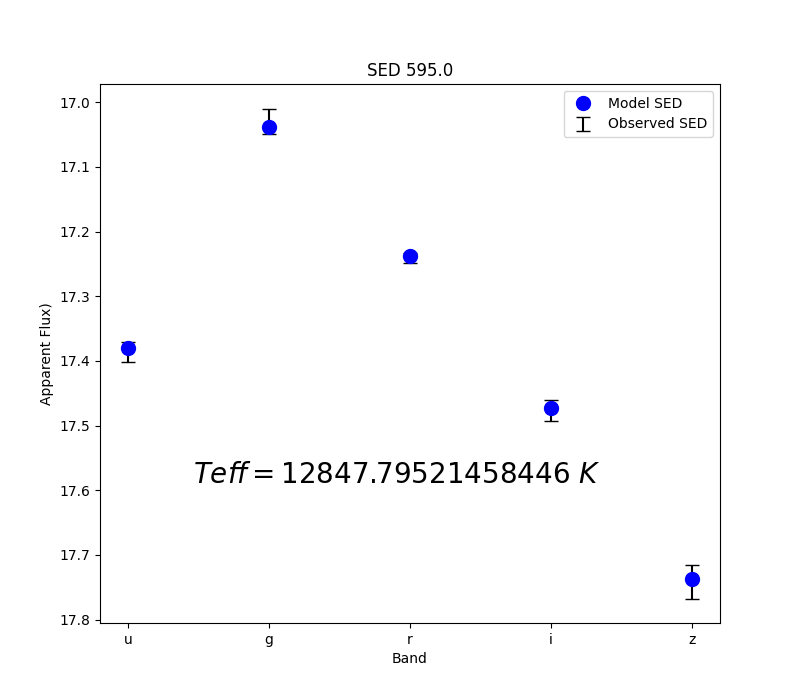 SED 595.0
Model SED
Observed SED
17.0
17.1
17.2
17.3
17.4
17.5
17.6
17.7
17.8
Apparent Flux)
Teff = 12847.79521458446 K
u g r i z
Band